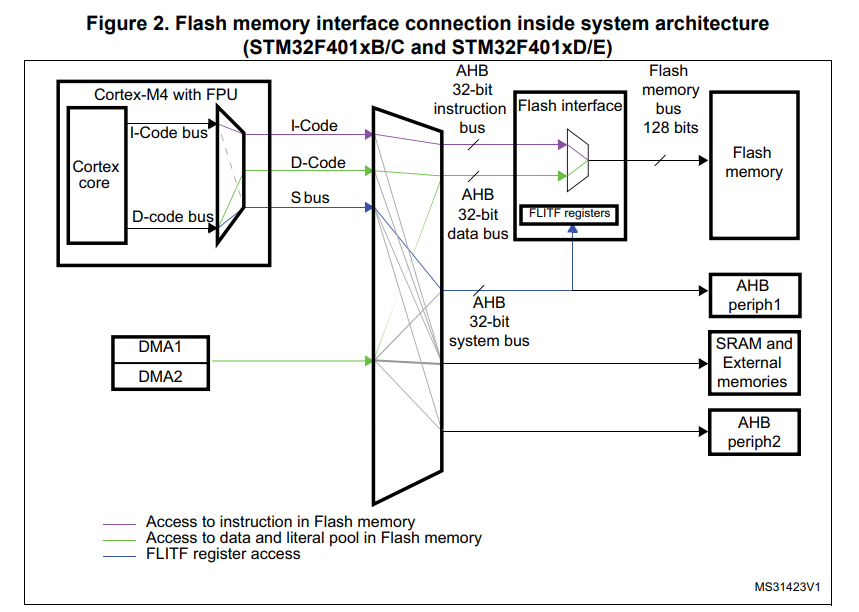 Figure 2. Flash memory interface connection inside system architecture
(STM32F401xB/C and STM32F401xD/E)
Cortex-M4 with FPU
I-Code bus
Cortex
core
D-code bus
I-Code
D-Code
S bus
AHB
32-bit
instruction
bus
Flash interface
Flash
memory
bus
128 bits
Flash
memory
AHB
32-bit
data bus
FLITF registers
AHB
32-bit
system bus
AHB
periph1
DMA1
DMA2
SRAM and
External
memories
AHB
periph2
Access to instruction in Flash memory
Access to data and literal pool in Flash memory
FLITF register access
MS31423V1